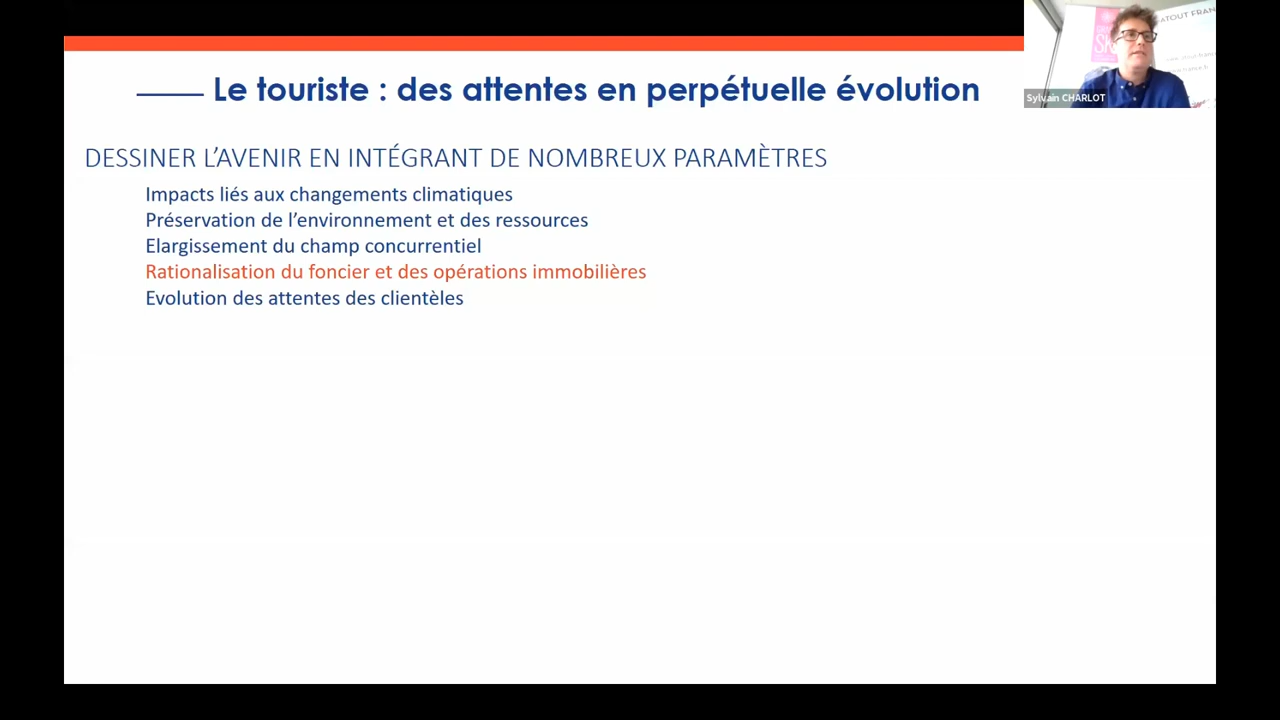 Le touriste : des attentes en perpétuelle évolution
DESSINER L'AVENIR EN INTÉGRANT DE NOMBREUX PARAMÈTRES
Impacts liés aux changements climatiques
Préservation de l'environnement et des ressources
Elargissement du champ concurrentiel
Rationalisation du foncier et des opérations immobilières
Evolution des attentes des clientèles
Sylvain CHARLOT